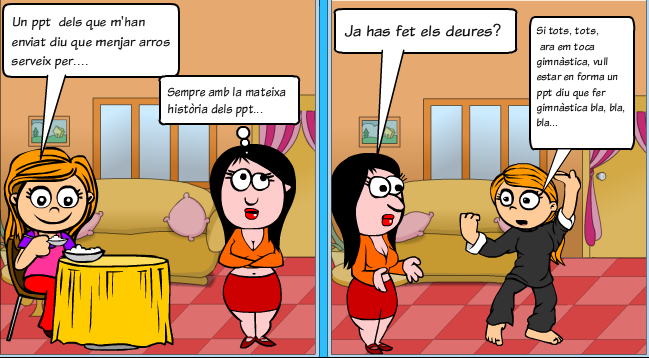 Un ppt dels que m'han
enviat diu que menjar arros
serveix per....
Sempre amb la mateixa
història dels ppt...
Ja has fet els deures?
Si tots, tots,
ara em toca
gimnàstica, vull
estar en forma un
ppt diu que fer
gimnàstica bla, bla,
bla...